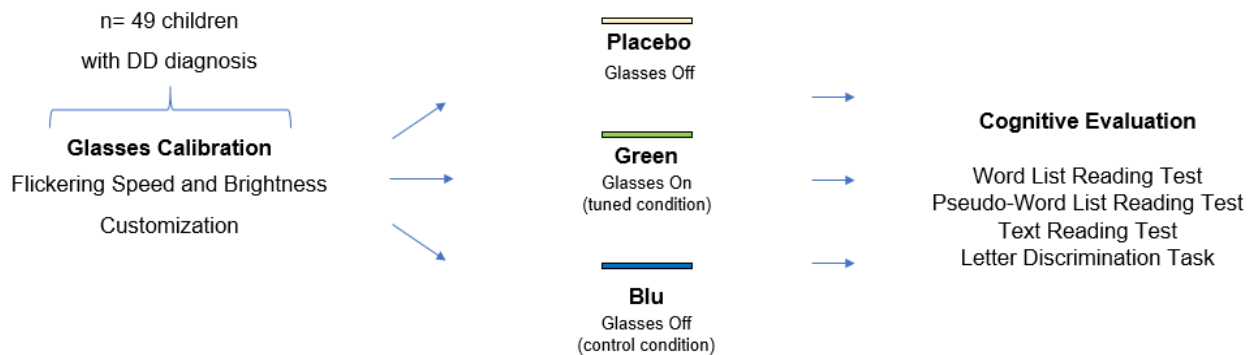 n= 49 children
with DD diagnosis
Glasses Calibration
Flickering Speed and Brightness
Customization
Placebo
Glasses Off
Green
Glasses On
(tuned condition)
Blu
Glasses Off
(control condition)
Cognitive Evaluation
Word List Reading Test
Pseudo-Word List Reading Test
Text Reading Test
Letter Discrimination Task